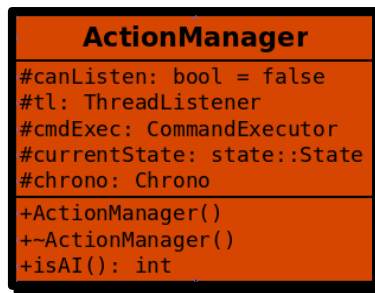 ActionManager
#canListen: bool = false
#tl: ThreadListener
#cmdExec: CommandExecutor
#currentState: state::State
#chrono: Chrono
+ActionManager()
+~ActionManager()
+isAI(): int